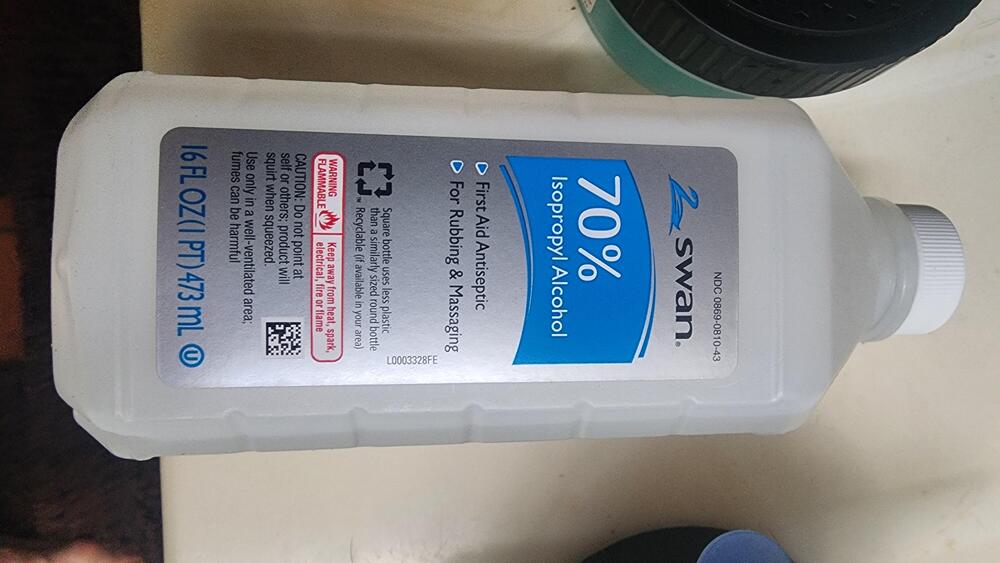 NDC 0869-0810-43
swan®
70%
Isopropyl Alcohol
First Aid Antiseptic
For Rubbing & Massaging
L0003328FE
Square bottle uses less plastic
than a similarly sized round bottle
™ Recyclable (if available in your area)
WARNING
FLAMMABLE
Keep away from heat, spark,
electrical, fire or flame
CAUTION: Do not point at
self or others; product will
squirt when squeezed.
Use only in a well-ventilated area;
fumes can be harmful
16 FL OZ (1 PT) 473 mL U